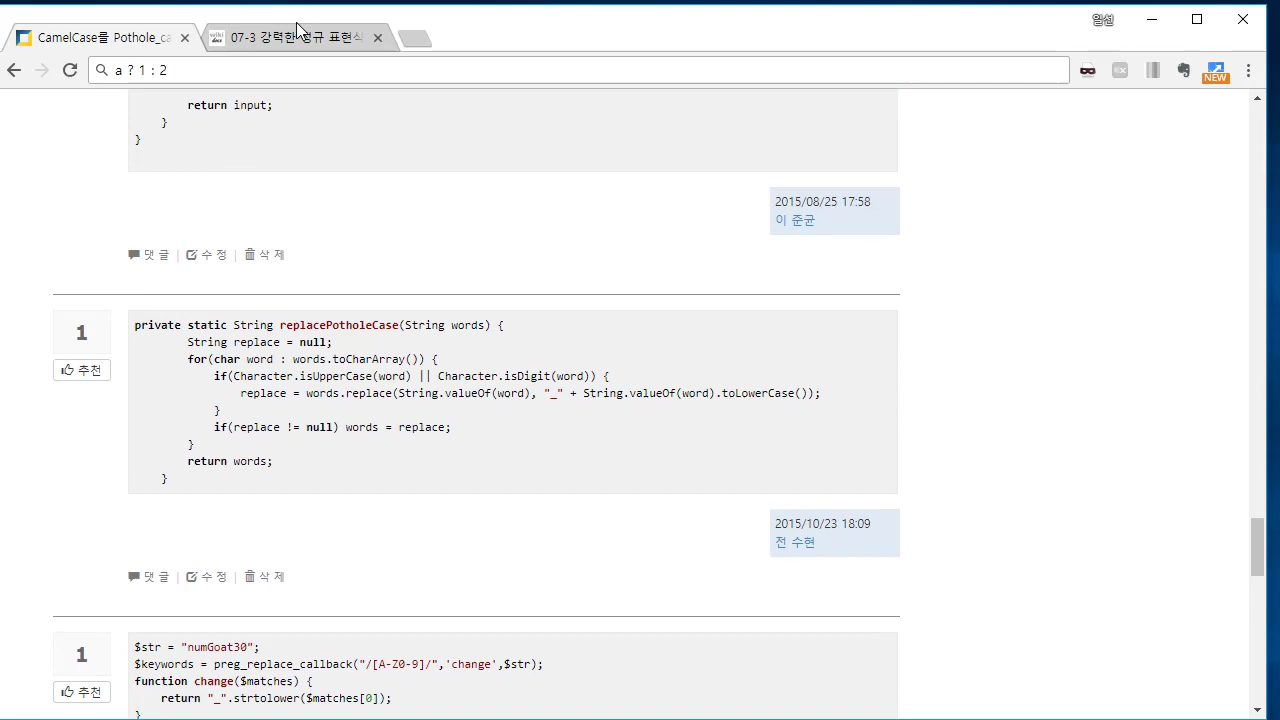 일선
CamelCase를 Pothole_ca
wiki docs
07-3 강력한 정규 표현식
a ? 1 : 2
NEW
return input;
}
}
2015/08/25 17:58
이 준균
댓글 | 수정 | 삭제
1
추천
private static String replacePotholeCase(String words) {
String replace = null;
for(char word : words.toCharArray()) {
if(Character.isUpperCase(word) || Character.isDigit(word)) {
replace = words.replace(String.valueOf(word), "_" + String.valueOf(word).toLowerCase());
}
if(replace != null) words = replace;
}
return words;
}
2015/10/23 18:09
전 수현
댓글 | 수정 | 삭제
1
추천
$str = "numGoat30";
$keywords = preg_replace_callback("/[A-Z0-9]/",'change',$str);
function change($matches) {
return "_".strtolower($matches[0]);
}